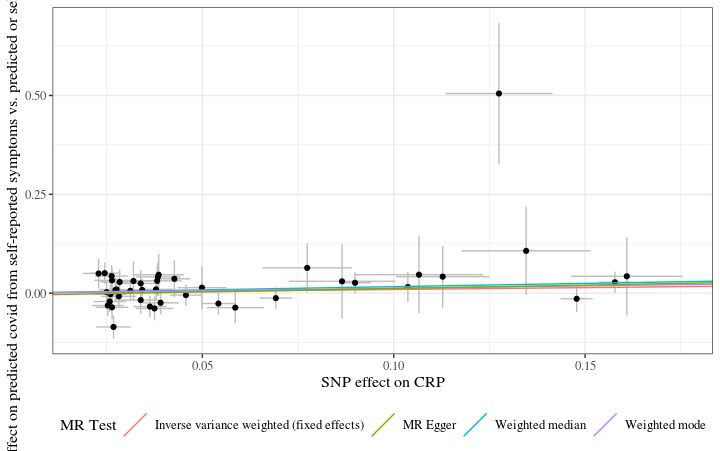 effect on predicted covid from self-reported symptoms vs. predicted or se
0.50
0.25
0.00
0.05
0.10
0.15
SNP effect on CRP
MR Test
Inverse variance weighted (fixed effects)
MR Egger
Weighted median
Weighted mode